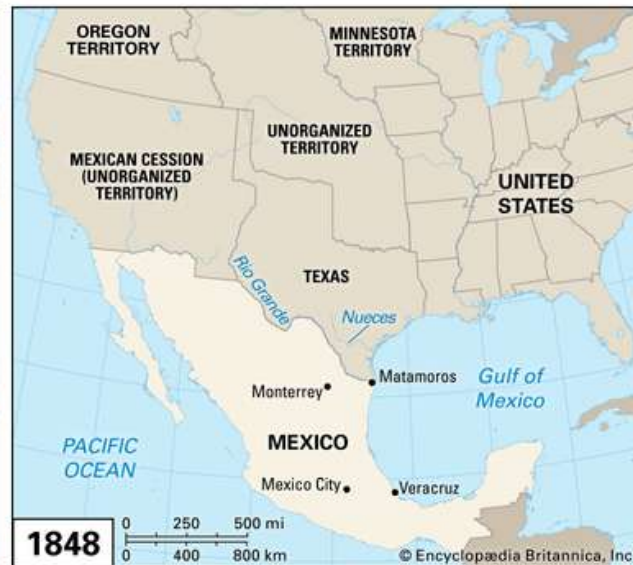 OREGON
TERRITORY
MINNESOTA
TERRITORY
UNORGANIZED
TERRITORY
MEXICAN CESSION
(UNORGANIZED
TERRITORY)
UNITED
STATES
TEXAS
Rio Grande
Nueces
Monterrey
Matamoros
Gulf of
Mexico
PACIFIC
OCEAN
MEXICO
Mexico City
Veracruz
1848
0 250 500 mi
0 400 800 km
© Encyclopædia Britannica, Inc